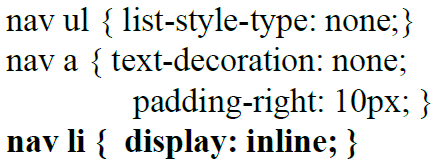 nav ul { list-style-type: none;}
nav a { text-decoration: none;
padding-right: 10px; }
nav li {  display: inline; }